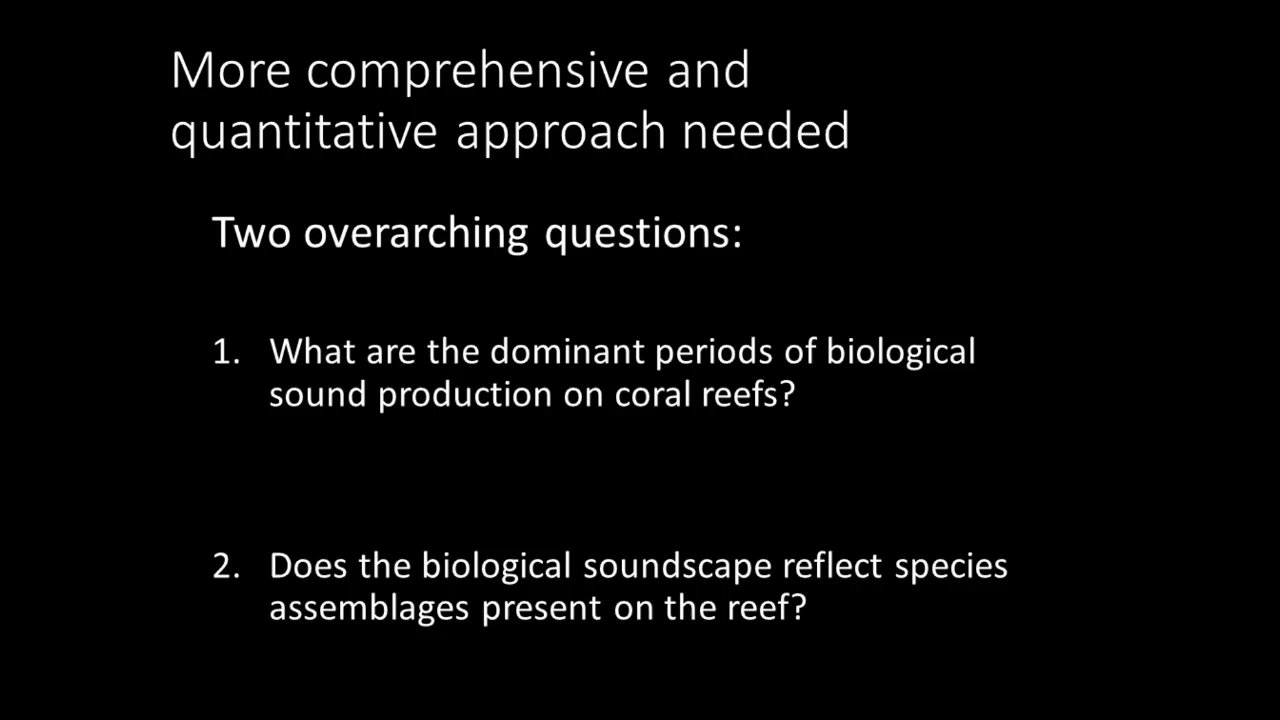 More comprehensive and
quantitative approach needed
Two overarching questions:
1. What are the dominant periods of biological
sound production on coral reefs?
2. Does the biological soundscape reflect species
assemblages present on the reef?